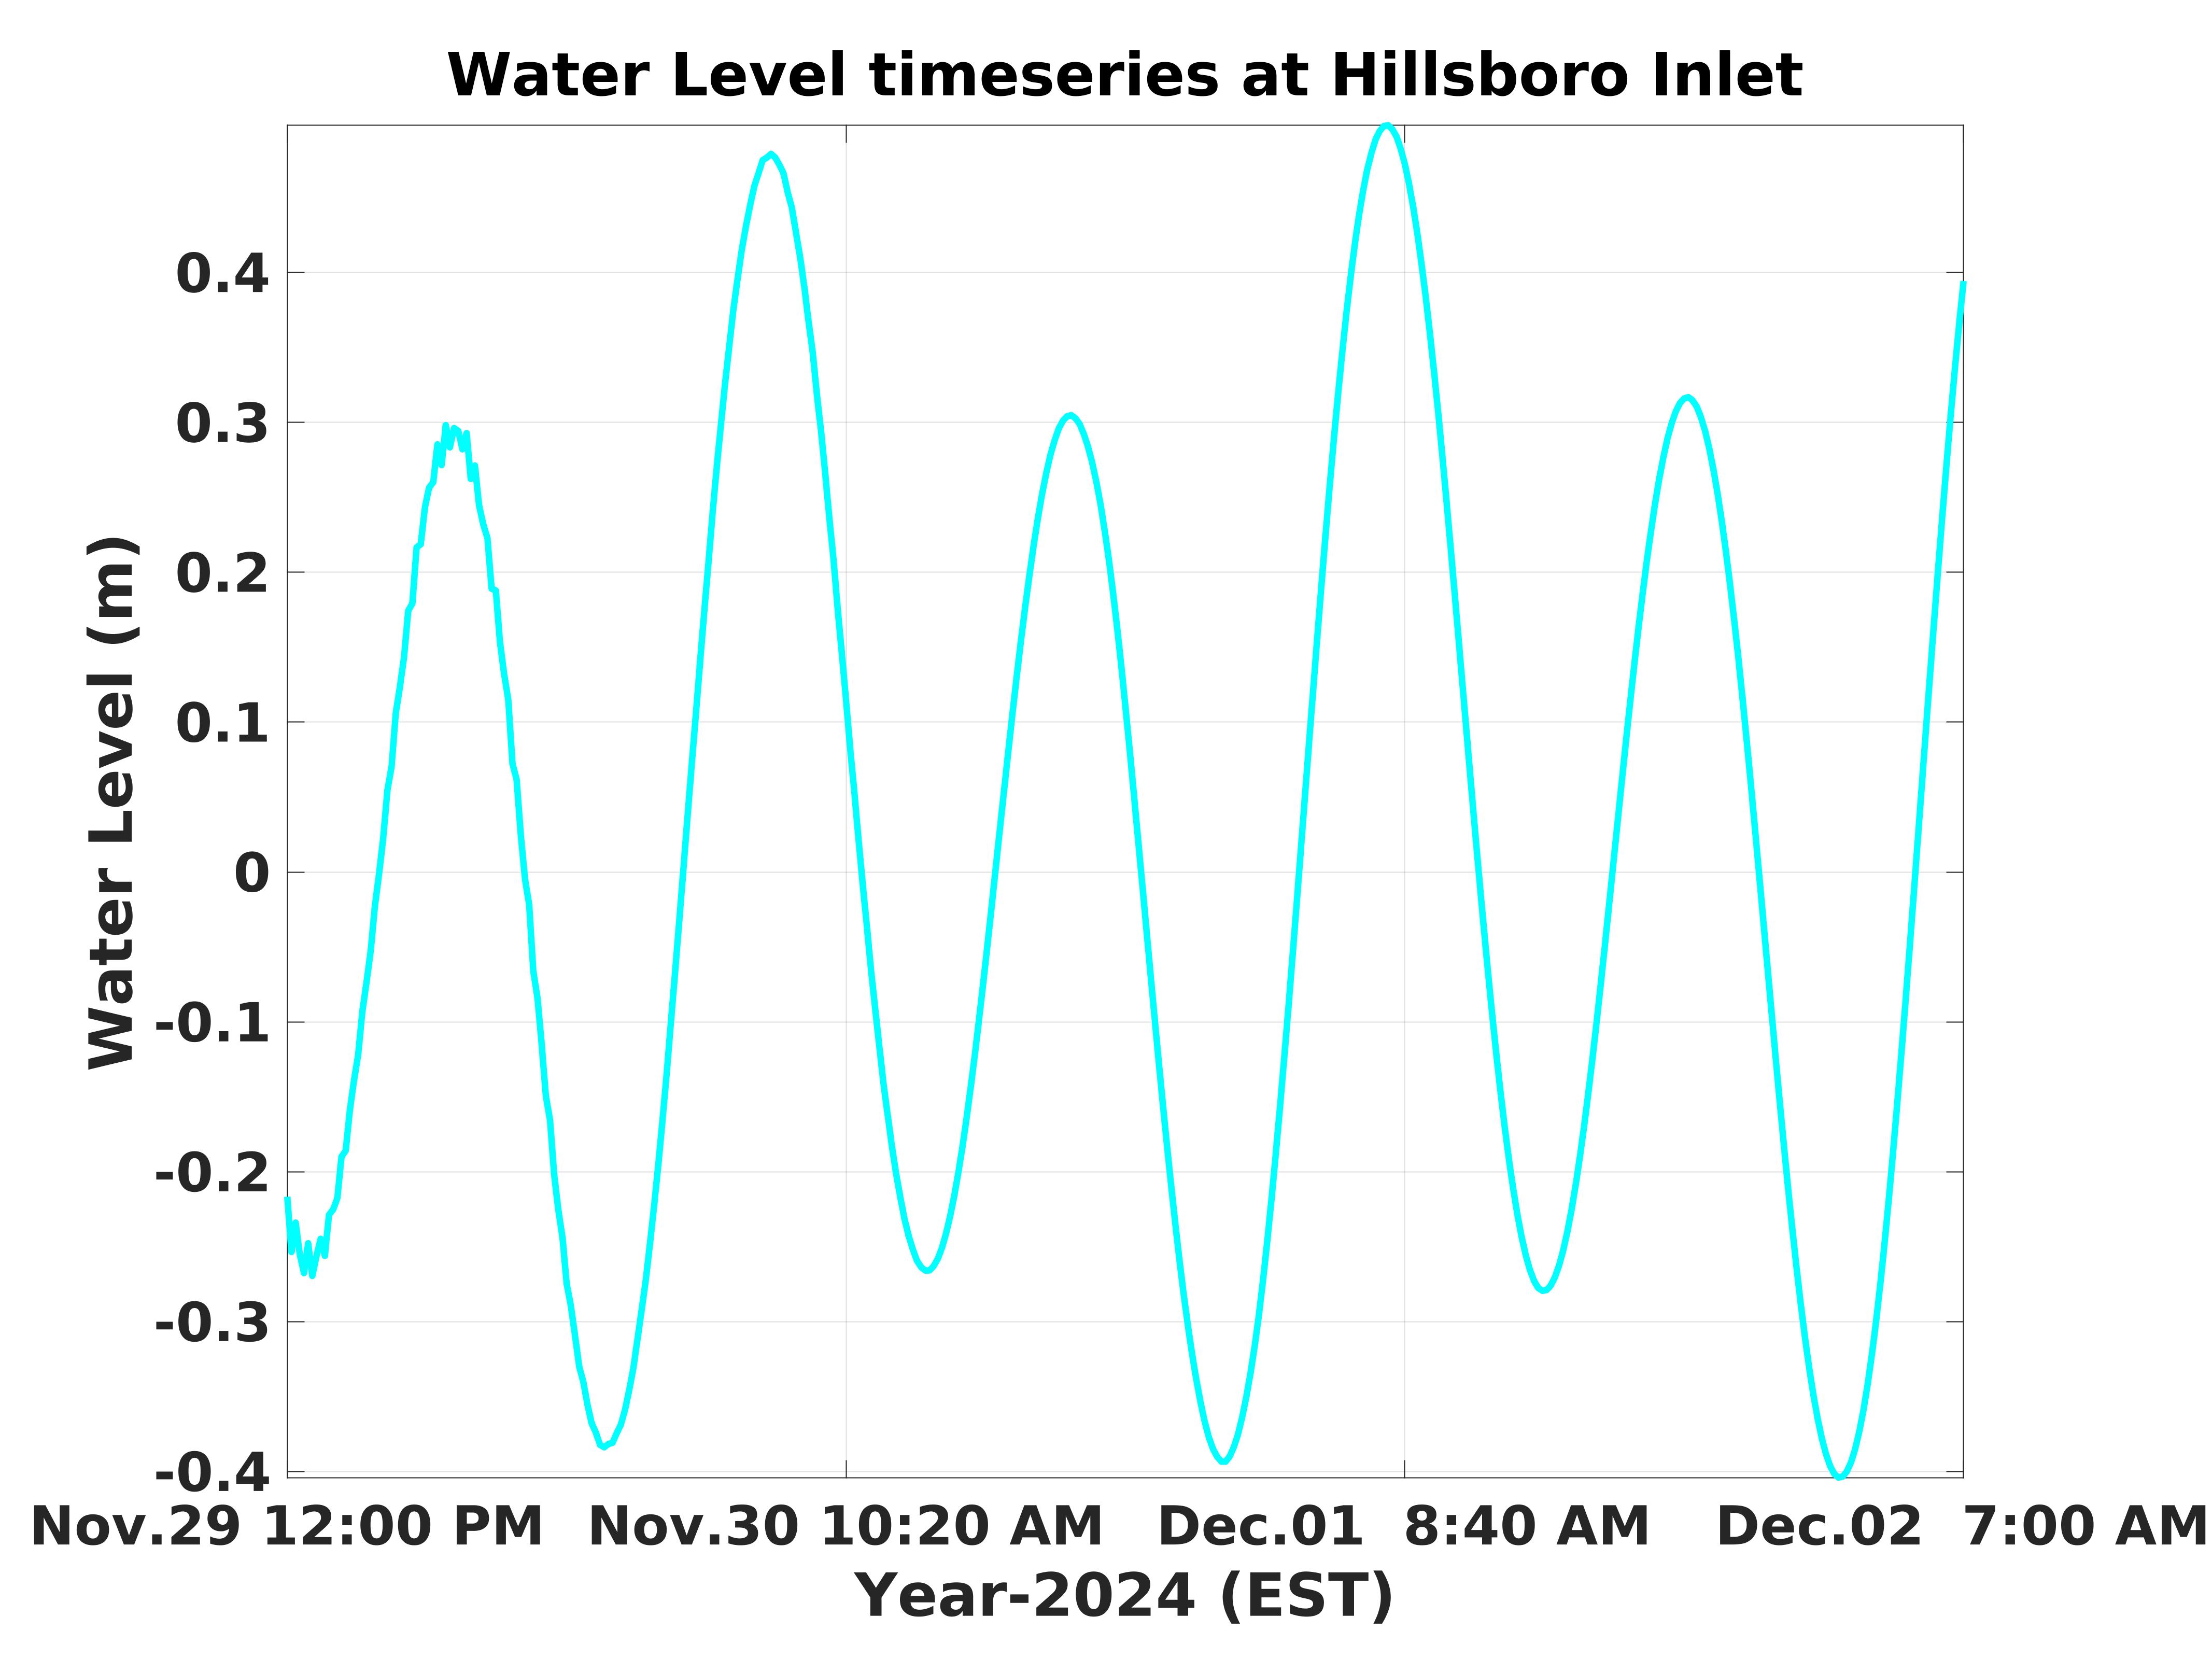 Water Level timeseries at Hillsboro Inlet
Water Level (m)
0.4
0.3
0.2
0.1
0
-0.1
-0.2
-0.3
-0.4
Nov.29 12:00 PM Nov.30 10:20 AM Dec.01 8:40 AM Dec.02 7:00 AM
Year-2024 (EST)